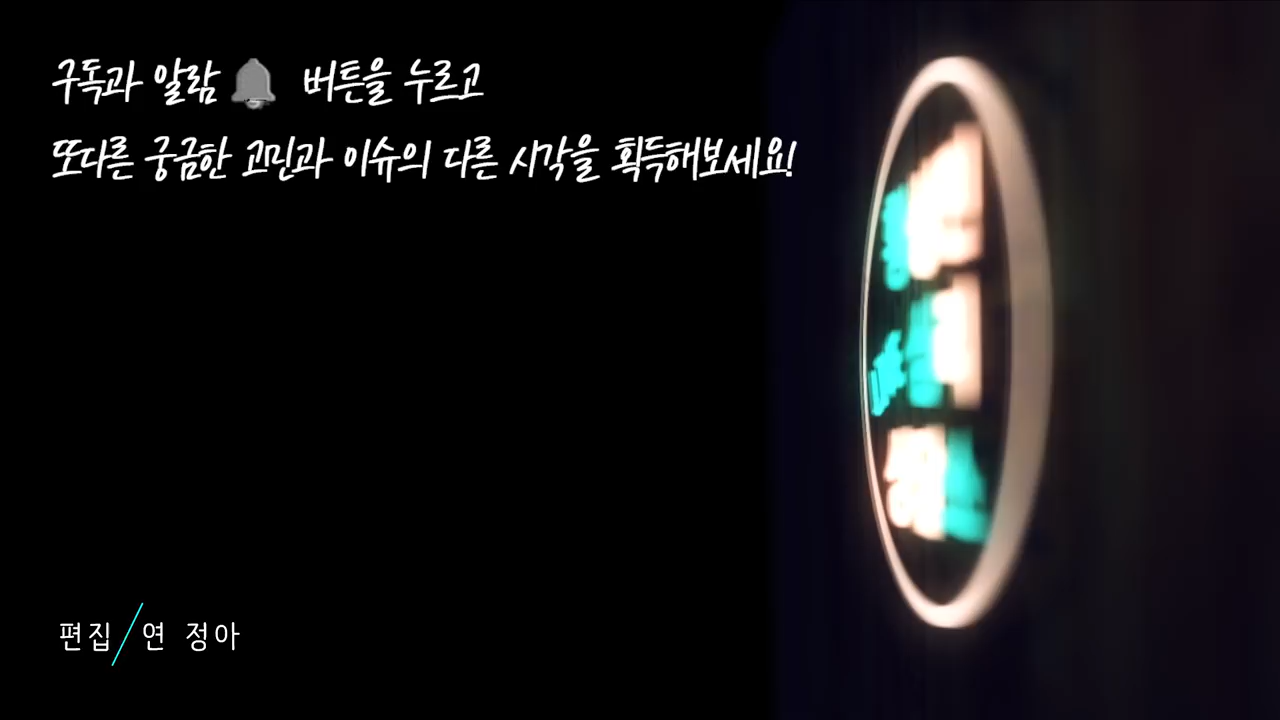 구독과 알람 버튼을 누르고
또다른 궁금한 고민과 이슈의 다른 시각을 획득해보세요!
편집/연 정아